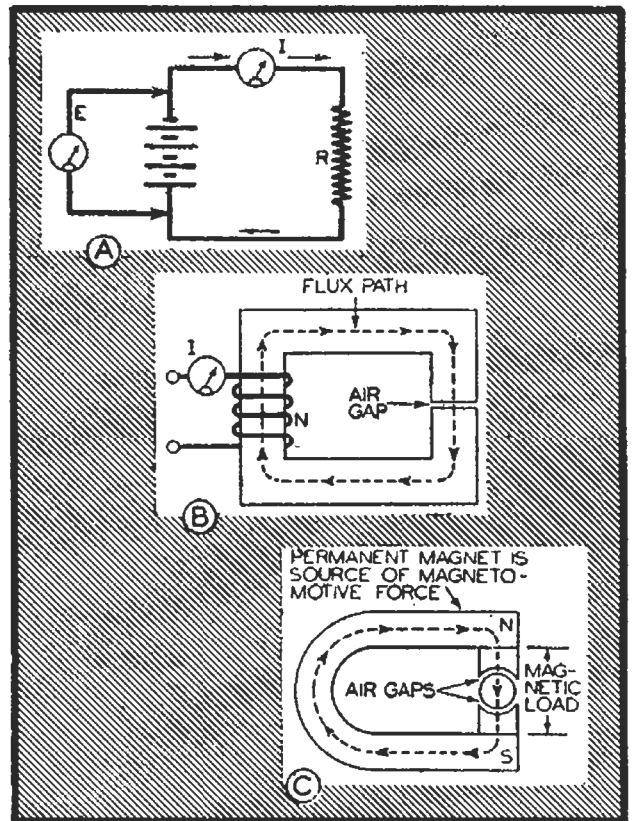 I
E
R
A
FLUX PATH
I
AIR
GAP
N
B
PERMANENT MAGNET IS
SOURCE OF MAGNETO-
MOTIVE FORCE
N
AIR GAPS
MAG-
NETIC
LOAD
S
C